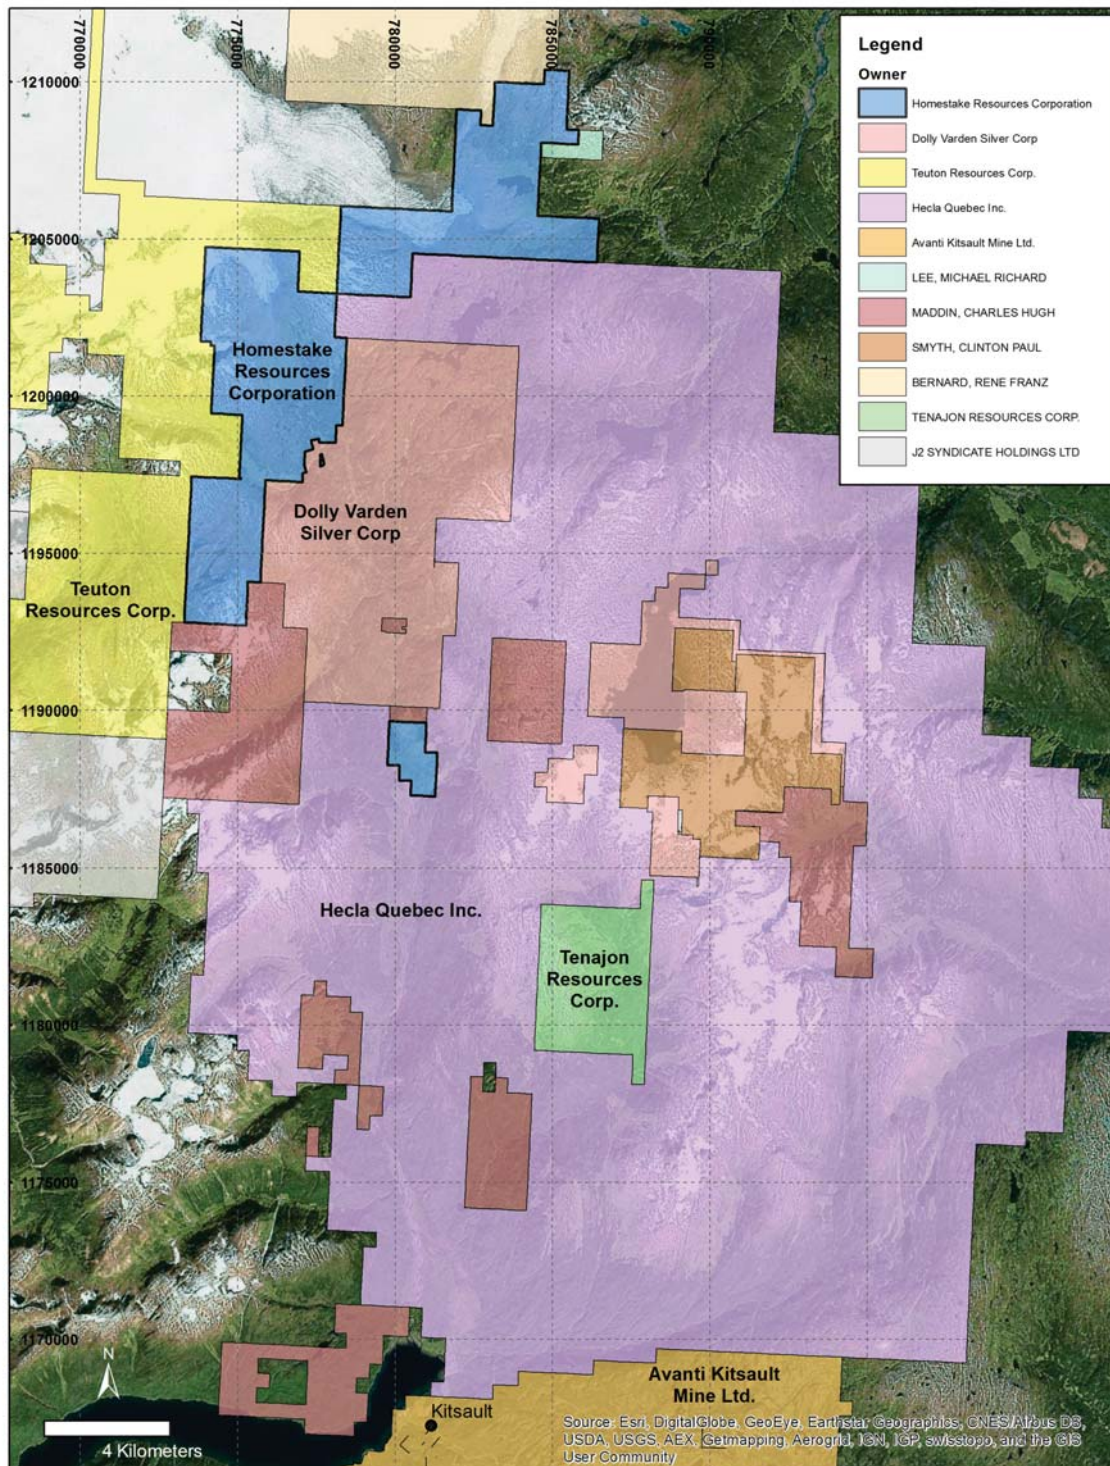 770000
775000
780000
785000
790000
1210000
1205000
1200000
1195000
1190000
1185000
1180000
1175000
1170000
Legend
Owner
Homestake Resources Corporation
Dolly Varden Silver Corp
Teuton Resources Corp.
Hecla Quebec Inc.
Avanti Kitsault Mine Ltd.
LEE, MICHAEL RICHARD
MADDIN, CHARLES HUGH
SMYTH, CLINTON PAUL
BERNARD, RENE FRANZ
TENAJON RESOURCES CORP.
J2 SYNDICATE HOLDINGS LTD
Homestake
Resources
Corporation
Dolly Varden
Silver Corp
Teuton
Resources Corp.
Hecla Quebec Inc.
Tenajon
Resources
Corp.
Avanti Kitsault
Mine Ltd.
Kitsault
N
4 Kilometers
Source: Esri, DigitalGlobe, GeoEye, Earthstar Geographics, CNES/Airbus DS,
USDA, USGS, AEX, Getmapping, Aerogrid, IGN, IGP, swisstopo, and the GIS
User Community